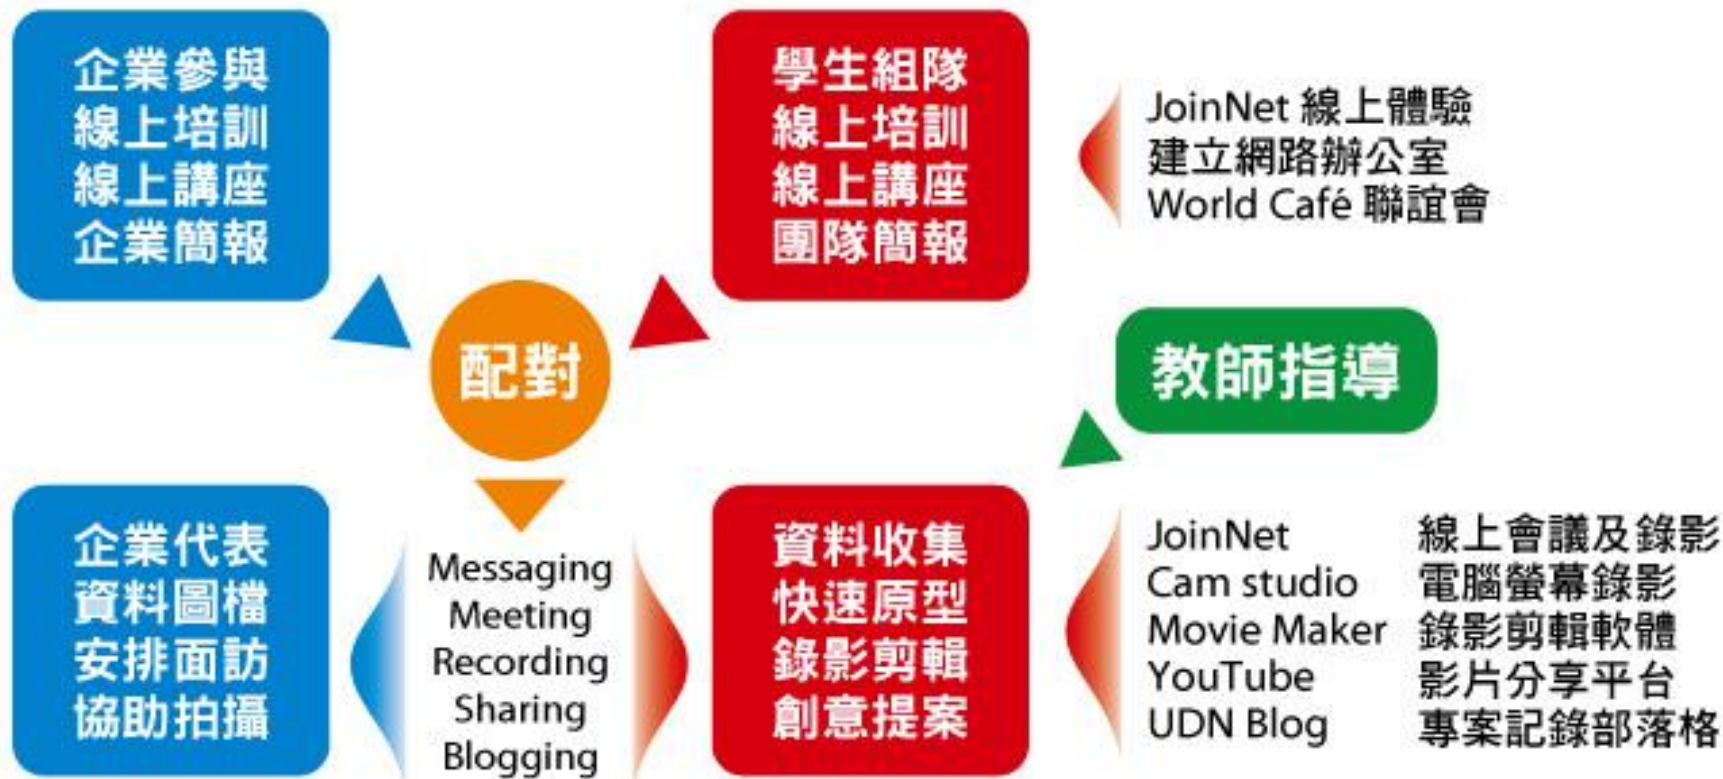 企業參與
線上培訓
線上講座
企業簡報
學生組隊
線上培訓
線上講座
團隊簡報
JoinNet 線上體驗
建立網路辦公室
World Café 聯誼會
配對
教師指導
企業代表
資料圖檔
安排面訪
協助拍攝
Messaging
Meeting
Recording
Sharing
Blogging
資料收集
快速原型
錄影剪輯
創意提案
JoinNet 線上會議及錄影
Cam studio 電腦螢幕錄影
Movie Maker 錄影剪輯軟體
YouTube 影片分享平台
UDN Blog 專案記錄部落格